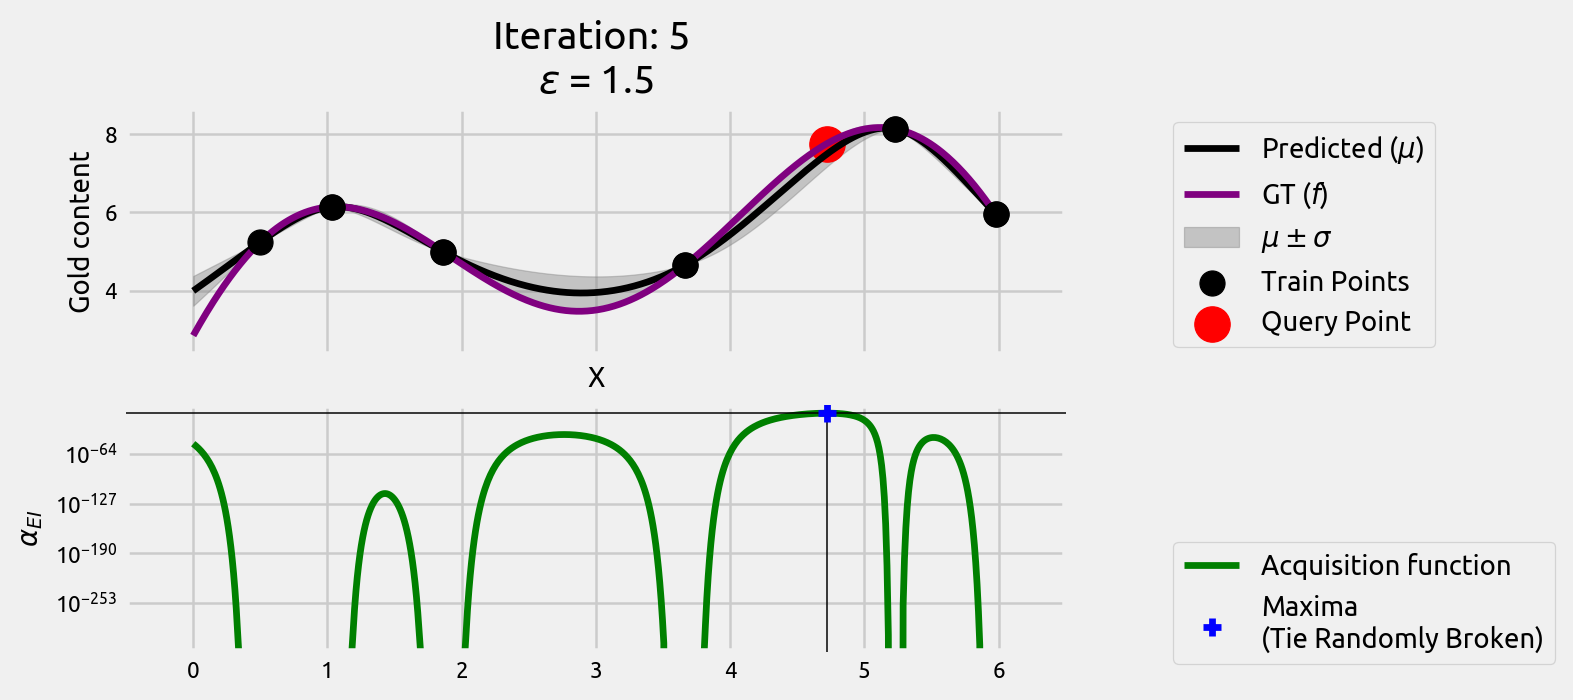 Iteration: 5
ε = 1.5
Gold content
8
6
4
X
Predicted (μ)
GT (f)
μ ± σ
Train Points
Query Point
α_EI
10⁻⁶⁴
10⁻¹²⁷
10⁻¹⁹⁰
10⁻²⁵³
0 1 2 3 4 5 6
Acquisition function
Maxima
(Tie Randomly Broken)